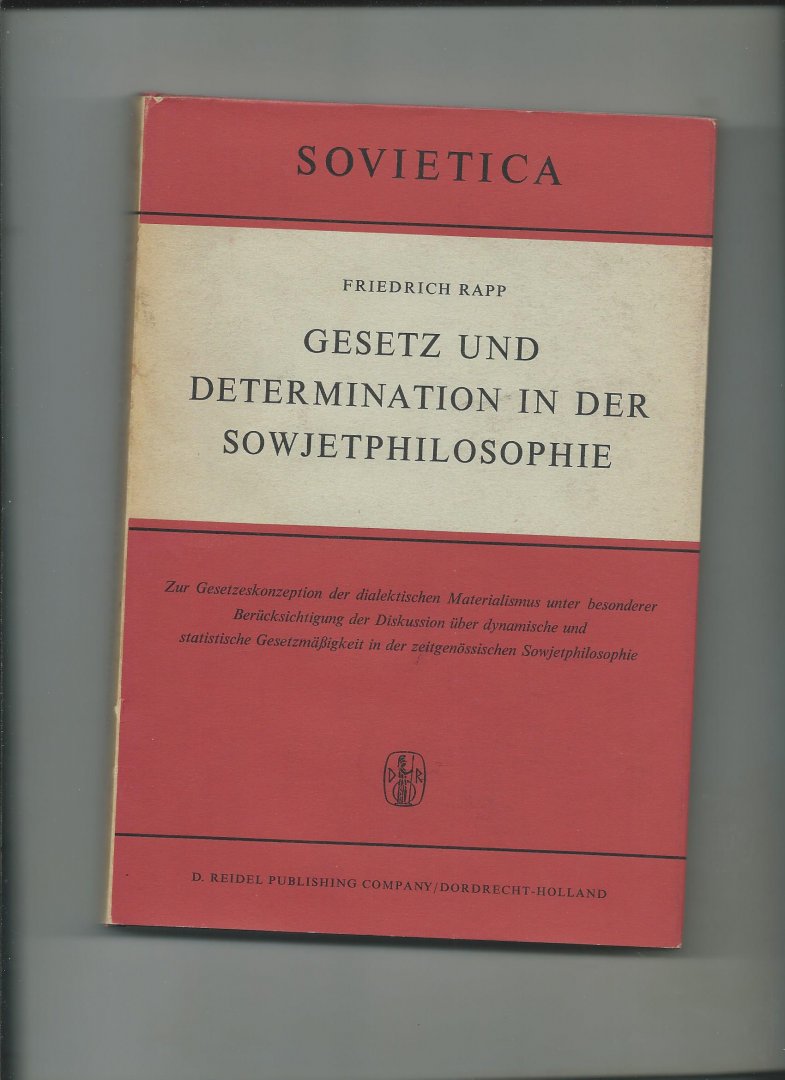 SOVIETICA
FRIEDRICH RAPP
GESETZ UND
DETERMINATION IN DER
SOWJETPHILOSOPHIE
Zur Gesetzeskonzeption der dialektischen Materialismus unter besonderer
Berücksichtigung der Diskussion über dynamische und
statistische Gesetzmäßigkeit in der zeitgenössischen Sowjetphilosophie
D R
D. REIDEL PUBLISHING COMPANY/DORDRECHT-HOLLAND